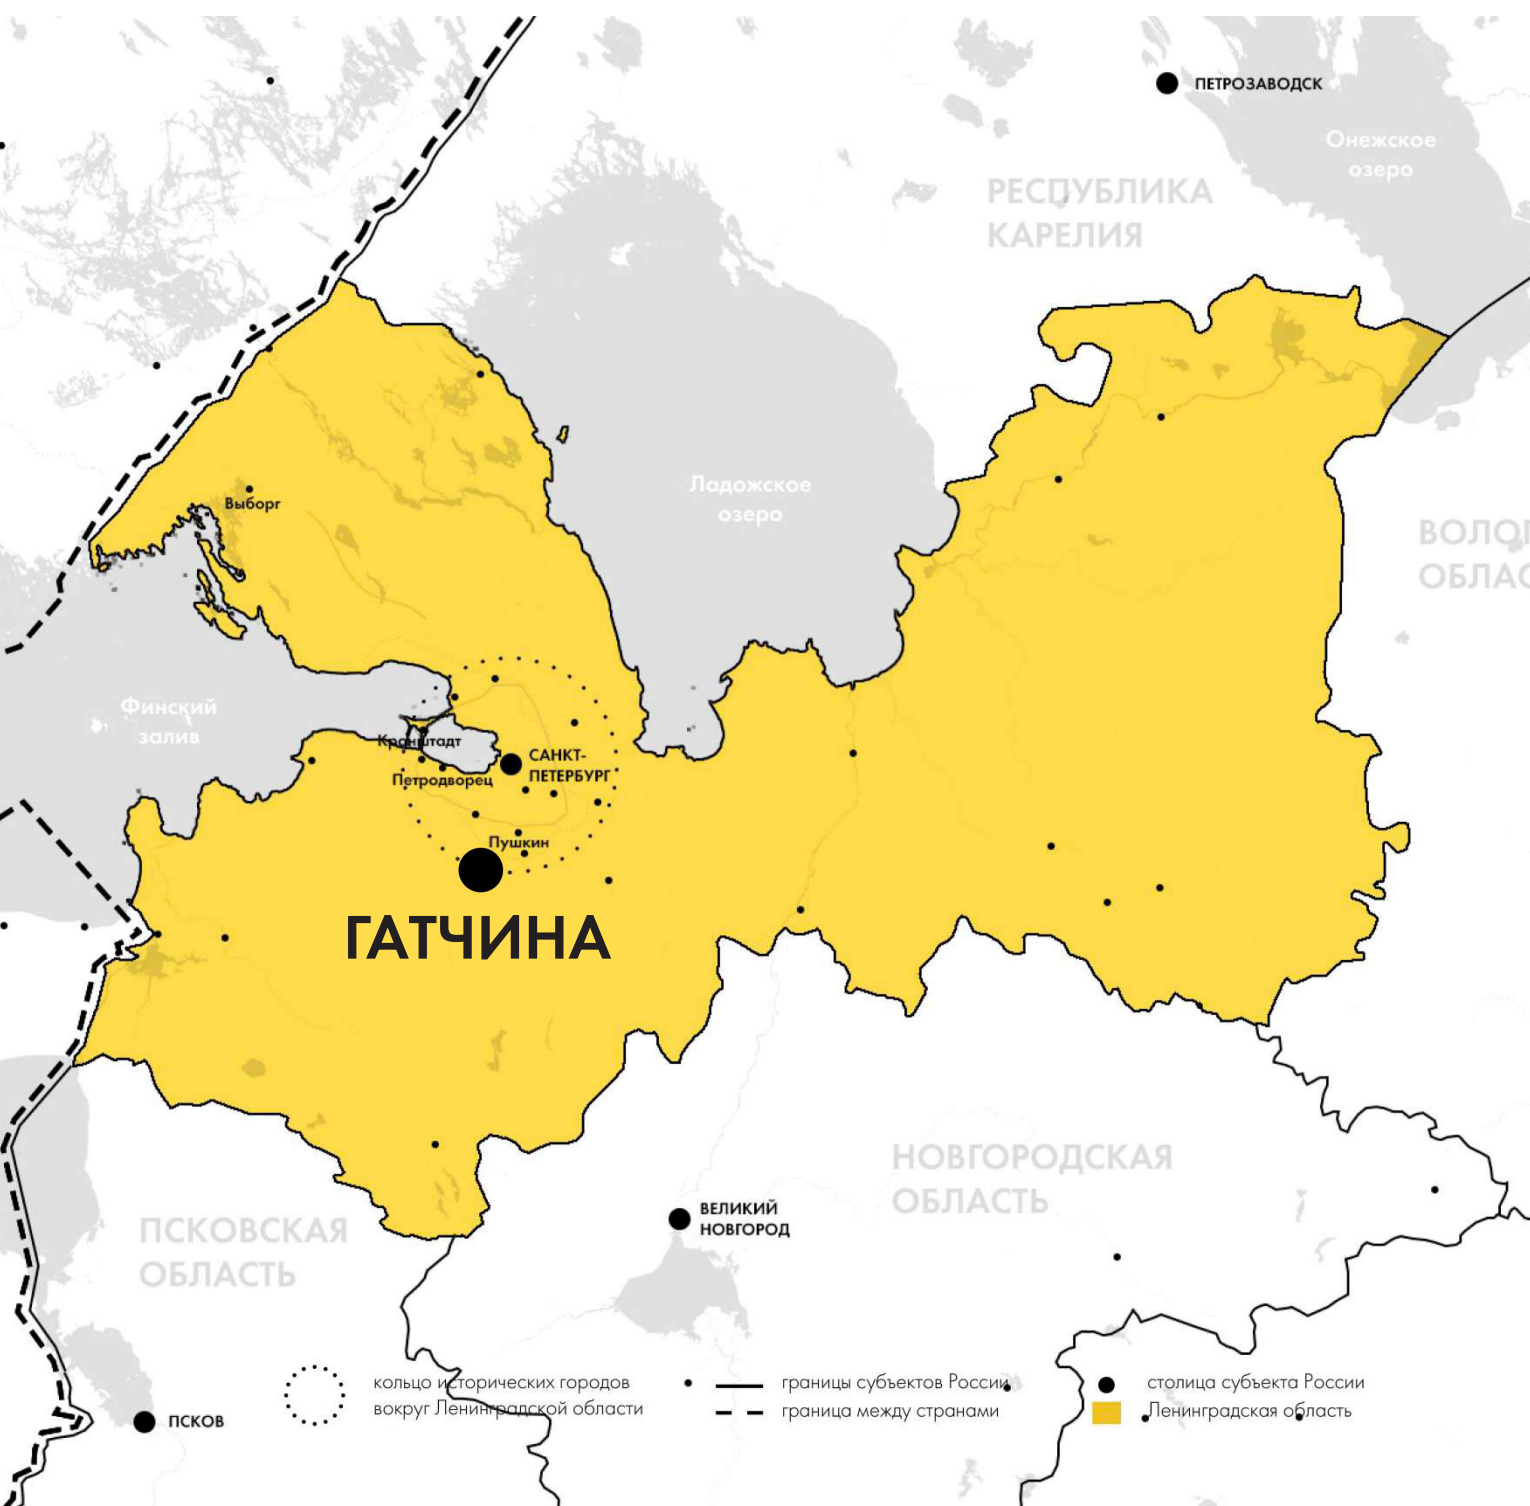 ПЕТРОЗАВОДСК
Онежское
озеро
РЕСПУБЛИКА
КАРЕЛИЯ
Выборг
Ладожское
озеро
ВОЛОГ
ОБЛАС
Финский
залив
Кронштадт
САНКТ-
ПЕТЕРБУРГ
Петродворец
Пушкин
ГАТЧИНА
НОВГОРОДСКАЯ
ОБЛАСТЬ
ВЕЛИКИЙ
НОВГОРОД
ПСКОВСКАЯ
ОБЛАСТЬ
ПСКОВ
кольцо исторических городов
вокруг Ленинградской области
границы субъектов России
граница между странами
столица субъекта России
Ленинградская область